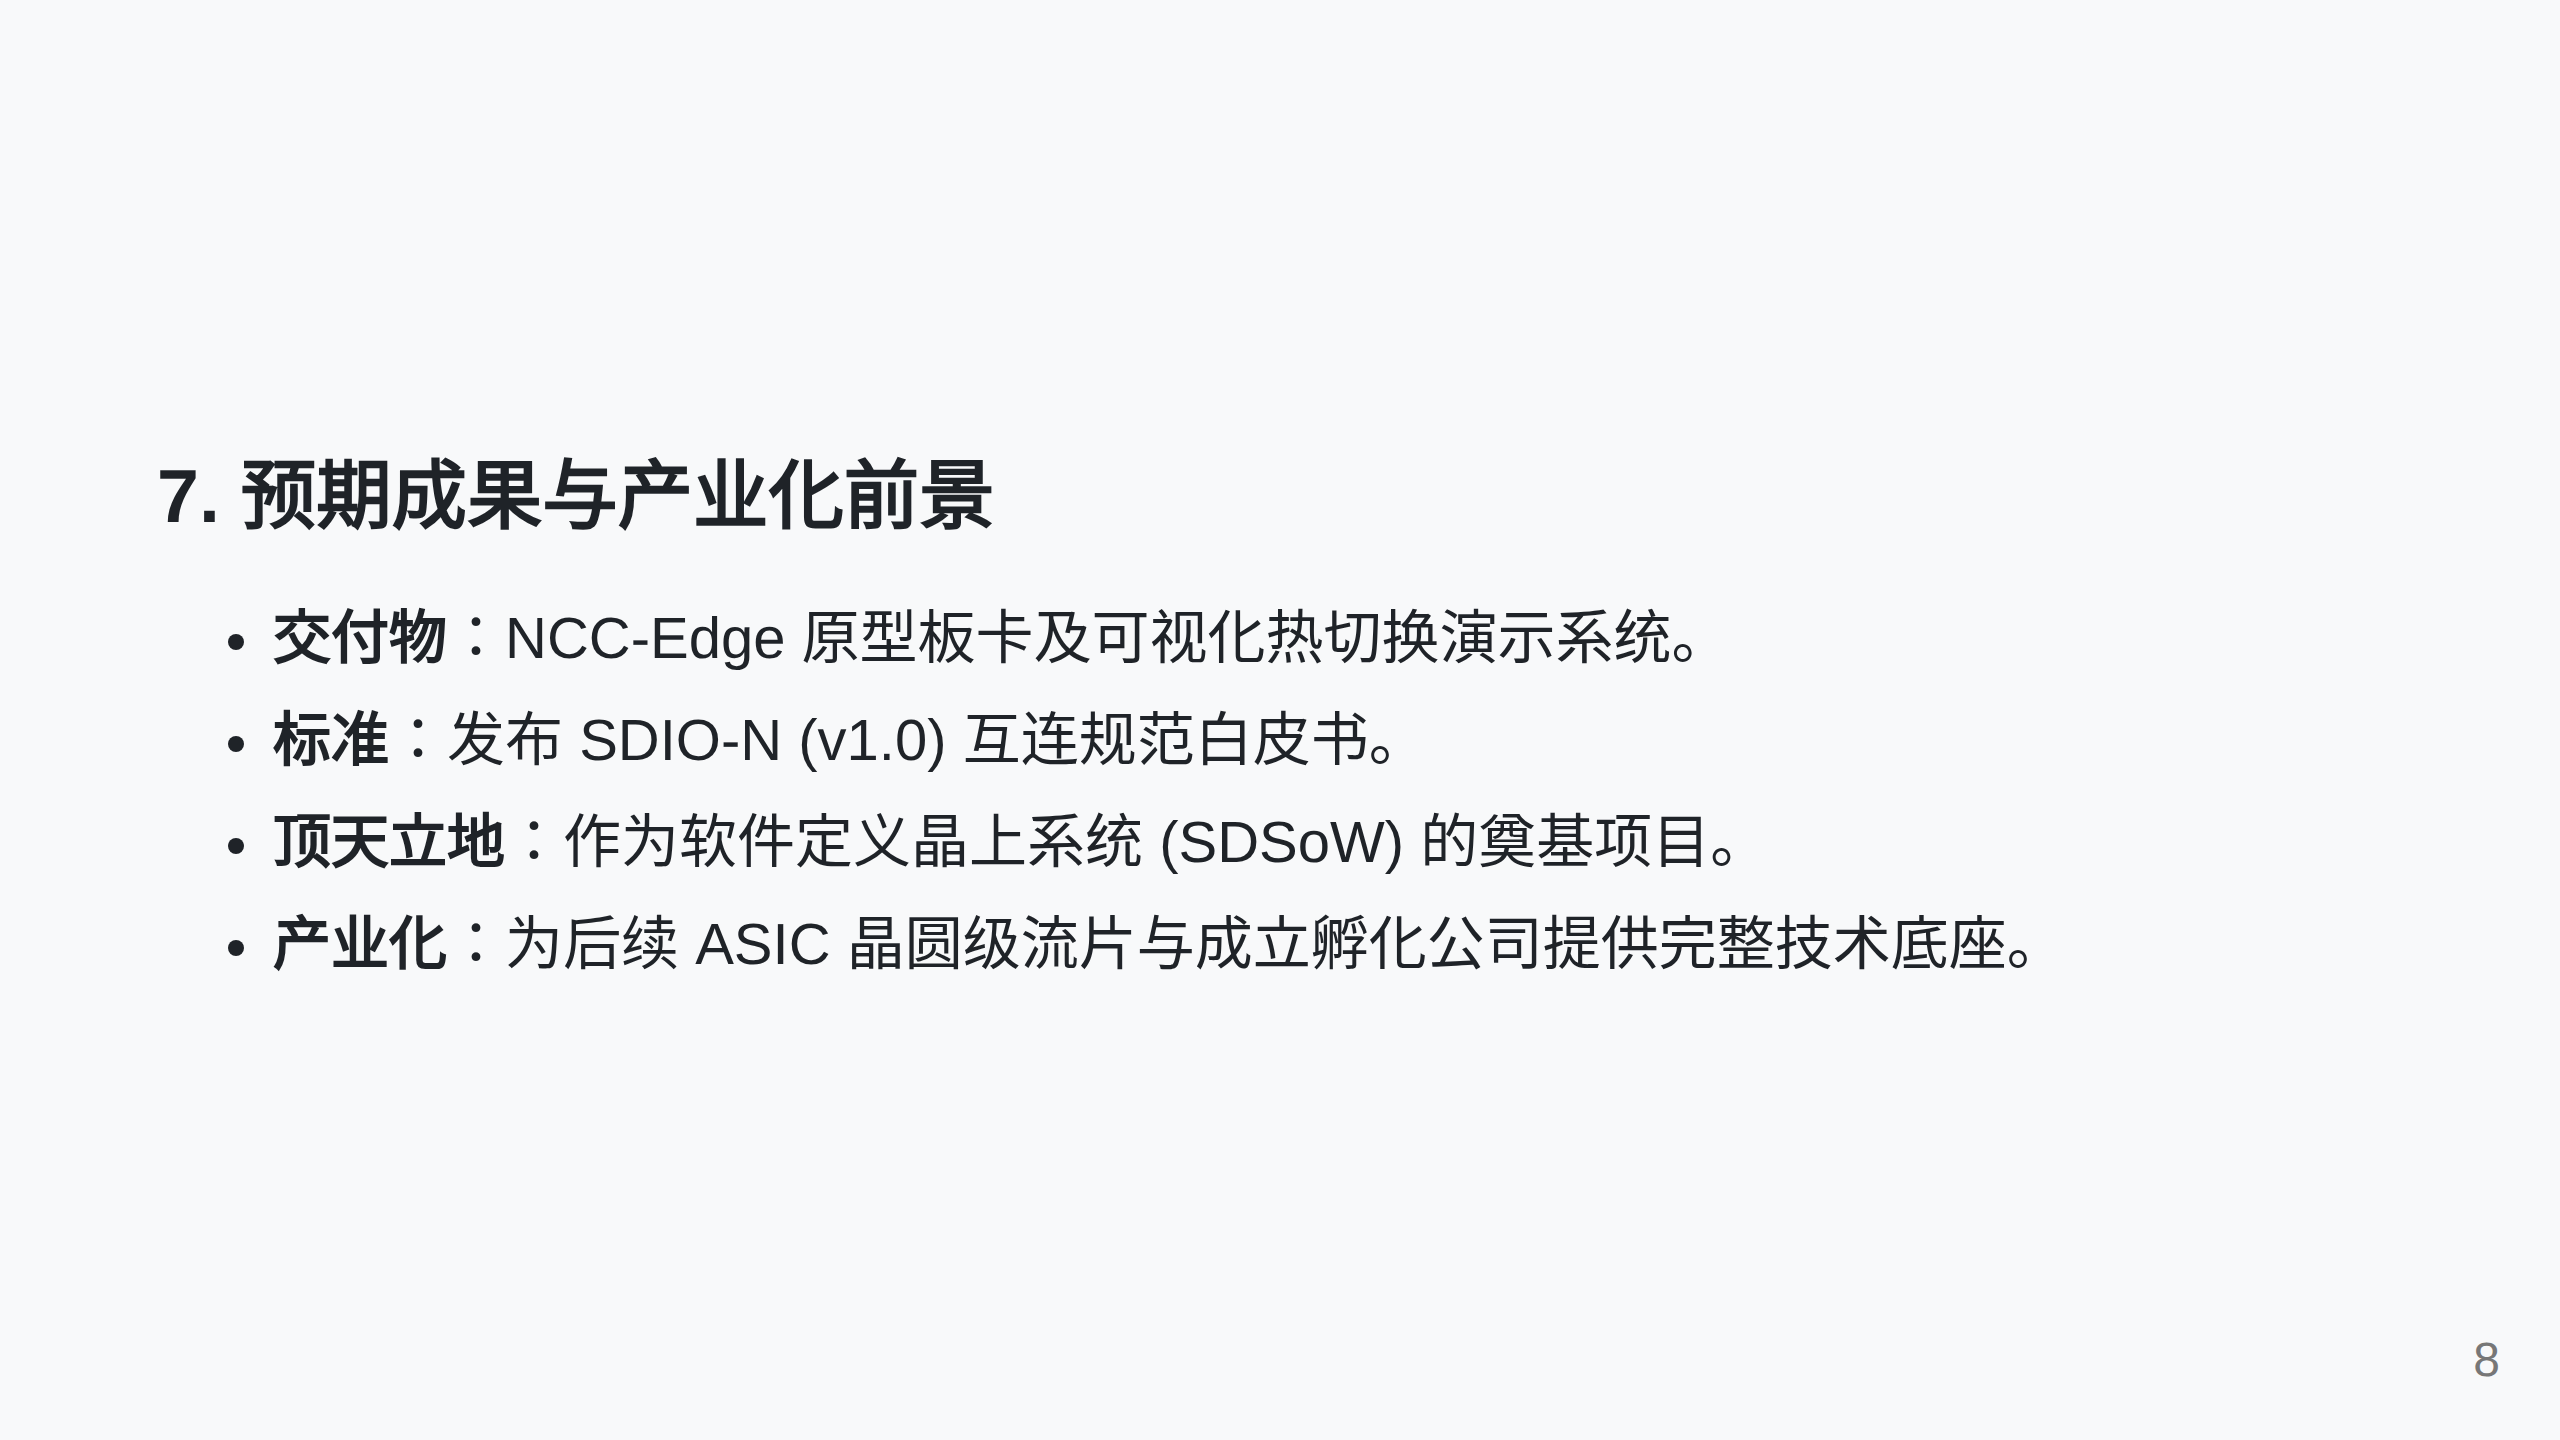 7. 预期成果与产业化前景
• 交付物：NCC-Edge 原型板卡及可视化热切换演示系统。
• 标准：发布 SDIO-N (v1.0) 互连规范白皮书。
• 顶天立地：作为软件定义晶上系统 (SDSoW) 的奠基项目。
• 产业化：为后续 ASIC 晶圆级流片与成立孵化公司提供完整技术底座。
8